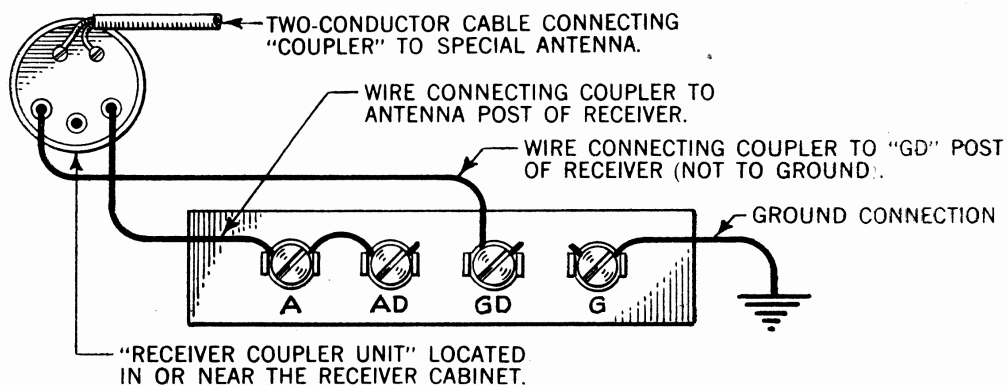 TWO-CONDUCTOR CABLE CONNECTING
"COUPLER" TO SPECIAL ANTENNA.
WIRE CONNECTING COUPLER TO
ANTENNA POST OF RECEIVER.
WIRE CONNECTING COUPLER TO "GD" POST
OF RECEIVER (NOT TO GROUND).
GROUND CONNECTION
A AD GD G
"RECEIVER COUPLER UNIT" LOCATED
IN OR NEAR THE RECEIVER CABINET.